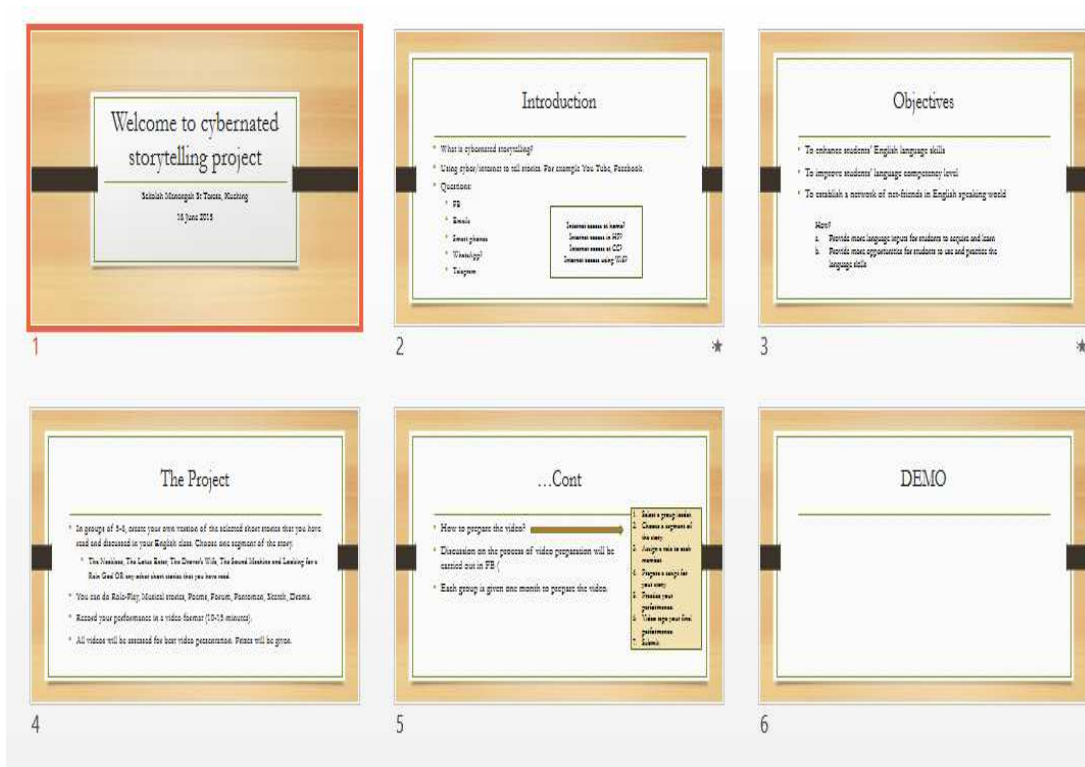 Welcome to cybernated
storytelling project
Sekolah Menengah St Teresa, Kuching
16 June 2015
1
Introduction
What is cybernated storytelling?
Using cyber/internet to tell stories. For example You Tube, Facebook.
Questions:
FB
Emails
Smart phones
WhatsApp?
Telegram
Internet access at home?
Internet access in HP?
Internet access at CC?
Internet access using Wifi?
2
Objectives
To enhance students' English language skills
To improve students' language competency level
To establish a network of net-friends in English speaking world
How?
a. Provide more language inputs for students to acquire and learn
b. Provide more opportunities for students to use and practice the
language skills
3
The Project
In groups of 5-8, create your own version of the selected short stories that you have
read and discussed in your English class. Choose one segment of the story.
The Necklace, The Lotus Eater, The Drover's Wife, The Sound Machine and Looking for a
Rain God OR any other short stories that you have read.
You can do Role-Play, Musical stories, Poems, Forum, Pantomime, Sketch, Drama.
Record your performance in a video format (10-15 minutes).
All videos will be assessed for best video presentation. Prizes will be given.
4
…Cont
How to prepare the video?
Discussion on the process of video preparation will be
carried out in FB (
Each group is given one month to prepare the video.
1. Select a group leader
2. Choose a segment of
the story
3. Assign a role to each
member
4. Prepare a script for
your story.
5. Practice your
performance.
6. Video tape your final
performance
7. Submit
5
DEMO
6